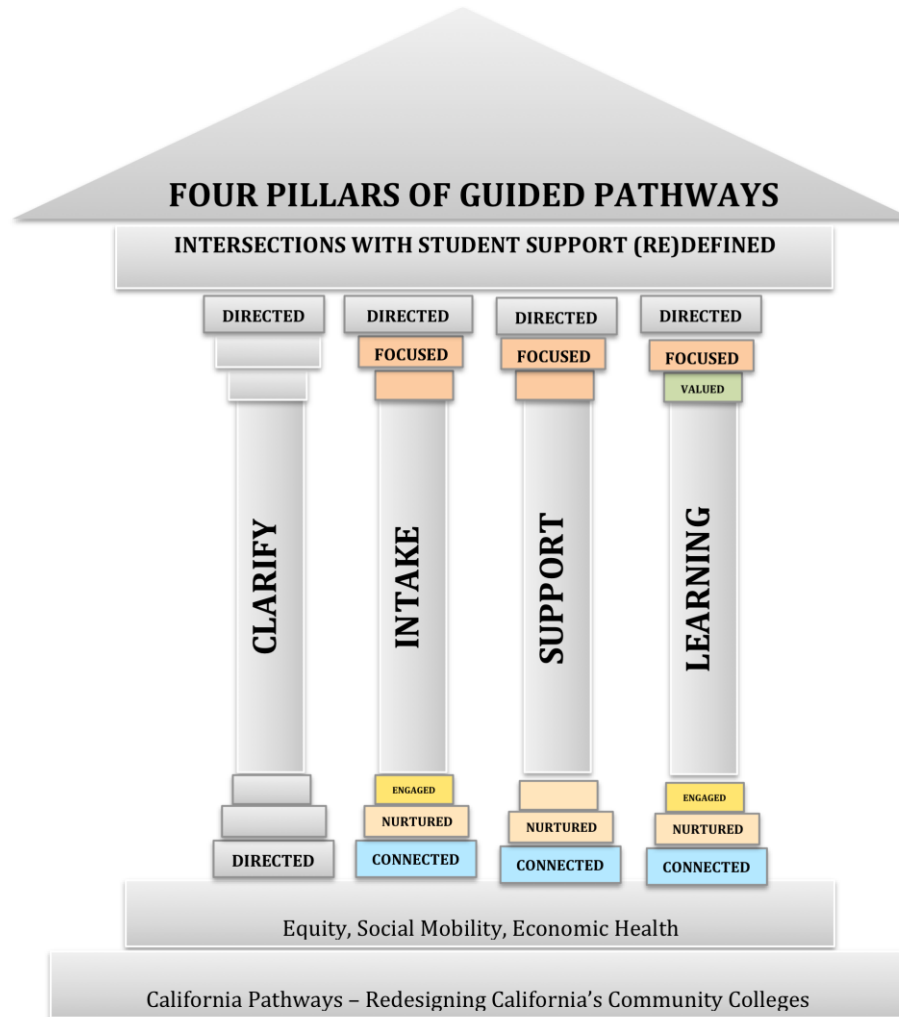 FOUR PILLARS OF GUIDED PATHWAYS
INTERSECTIONS WITH STUDENT SUPPORT (RE)DEFINED
DIRECTED
DIRECTED
DIRECTED
DIRECTED
FOCUSED
FOCUSED
FOCUSED
VALUED
CLARIFY
INTAKE
SUPPORT
LEARNING
ENGAGED
ENGAGED
NURTURED
NURTURED
NURTURED
DIRECTED
CONNECTED
CONNECTED
CONNECTED
Equity, Social Mobility, Economic Health
California Pathways – Redesigning California’s Community Colleges